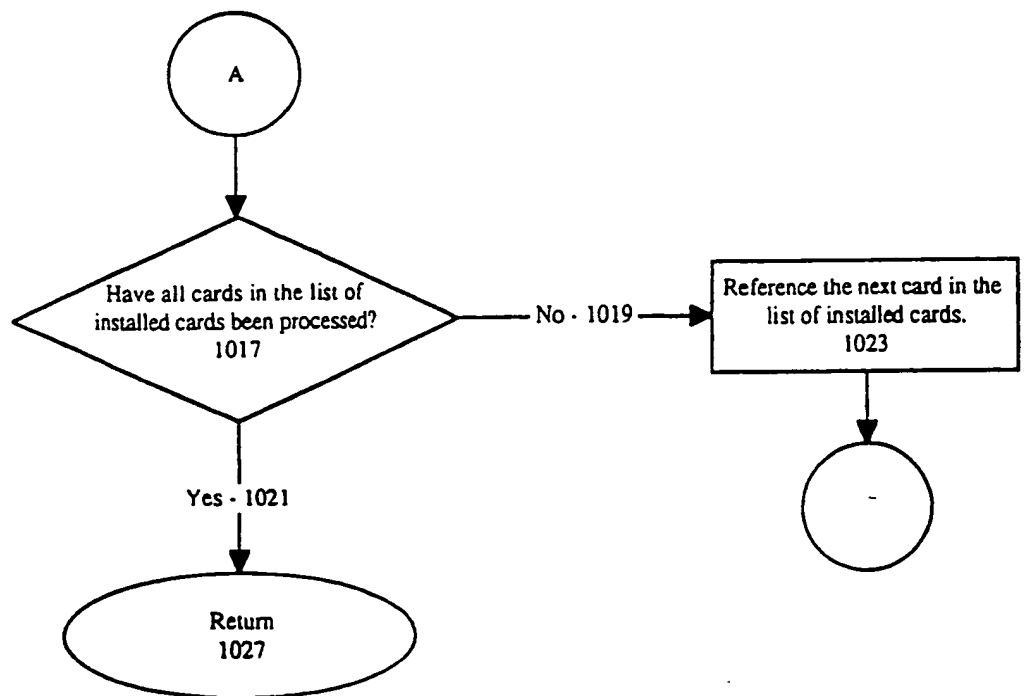 A
Have all cards in the list of
installed cards been processed?
1017
No - 1019
Reference the next card in the
list of installed cards.
1023
Yes - 1021
Return
1027